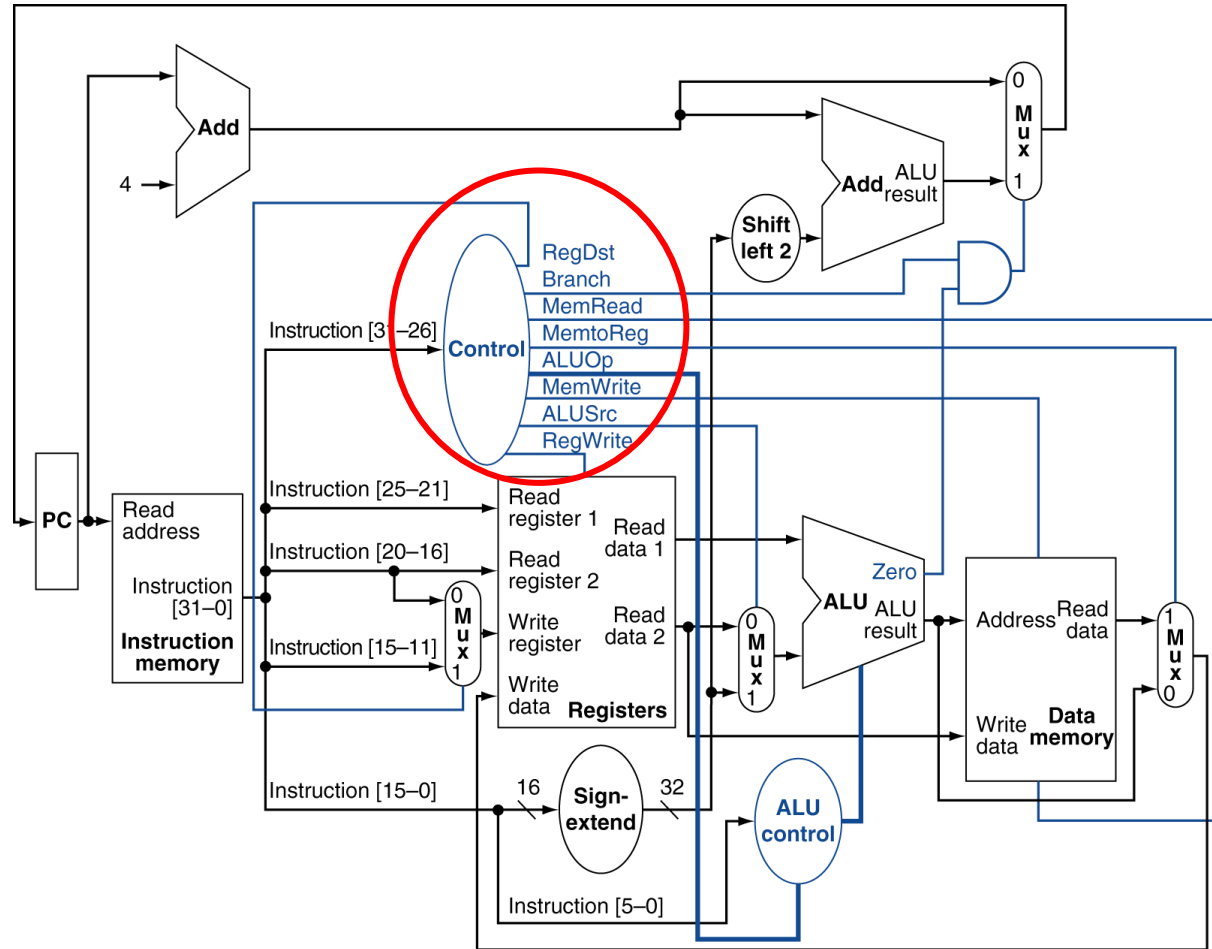 0
M
u
x
1
Add
4
Add
ALU
result
Shift
left 2
RegDst
Branch
MemRead
MemtoReg
ALUOp
MemWrite
ALUSrc
RegWrite
Control
Instruction [31–26]
Instruction [25–21]
Instruction [20–16]
Instruction [15–11]
Instruction [15–0]
Instruction [5–0]
PC
Read
address
Instruction
[31–0]
Instruction
memory
0
M
u
x
1
Read
register 1
Read
register 2
Write
register
Write
data
Read
data 1
Read
data 2
Registers
0
M
u
x
1
Zero
ALU
ALU
result
Address
Read
data
Write
data
Data
memory
1
M
u
x
0
16
Sign-
extend
32
ALU
control